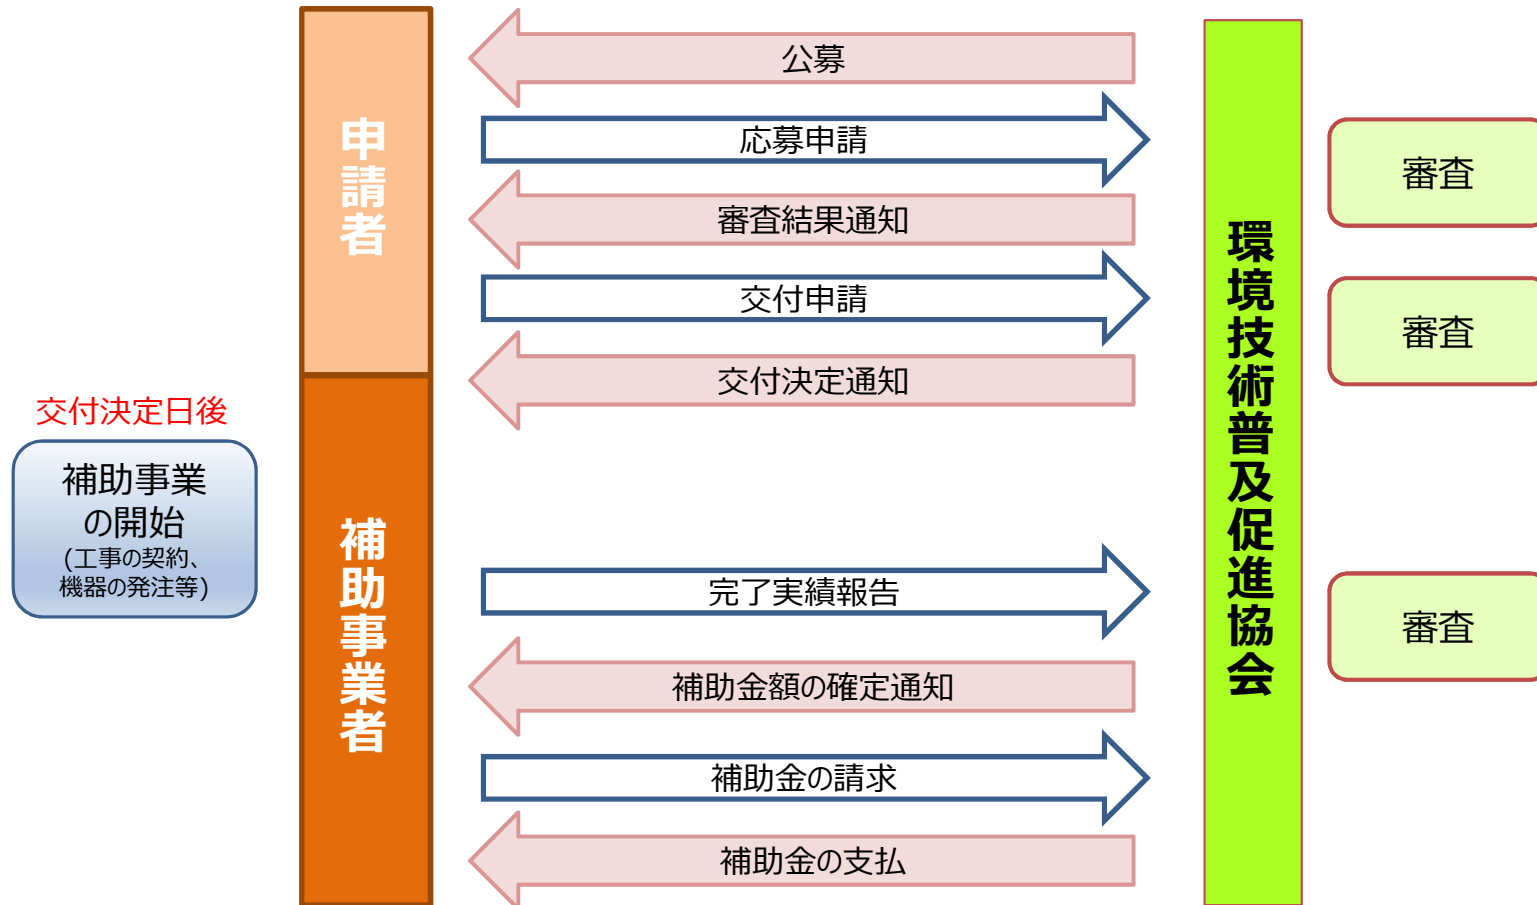 公募
応募申請
審査結果通知
交付申請
交付決定通知
完了実績報告
補助金額の確定通知
補助金の請求
補助金の支払
申請者
補助事業者
交付決定日後
補助事業
の開始
(工事の契約、
機器の発注等)
環境技術普及促進協会
審査
審査
審査